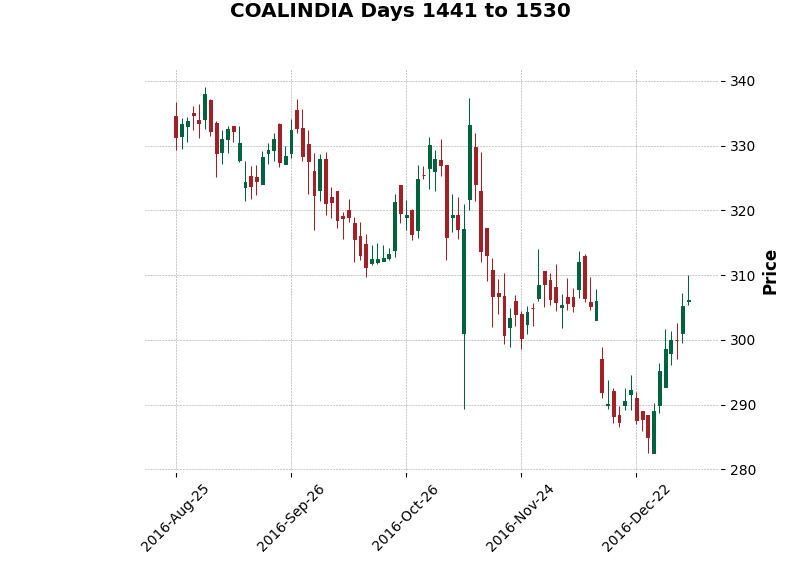 COALINDIA Days 1441 to 1530
340
330
320
310
300
290
280
Price
2016-Aug-25
2016-Sep-26
2016-Oct-26
2016-Nov-24
2016-Dec-22